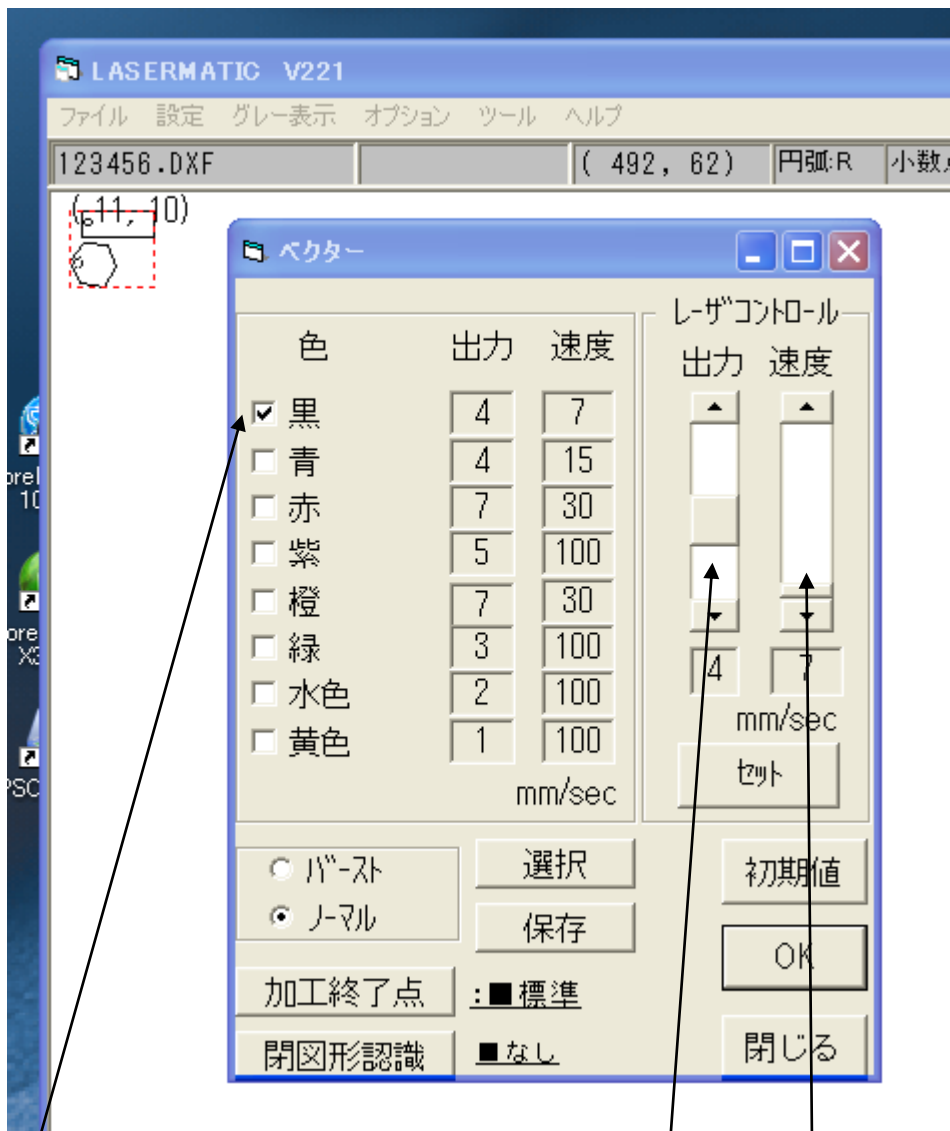 LASERMATIC V221
ファイル 設定 グレー表示 オプション ツール ヘルプ
123456.DXF ( 492, 62) 円弧:R 小数
( 11, 10)
ベクター
色 出力 速度
黒 4 7
青 4 15
赤 7 30
紫 5 100
橙 7 30
緑 3 100
水色 2 100
黄色 1 100
mm/sec
レーザコントロール
出力 速度
4 7
mm/sec
セット
バースト
ノーマル
選択
保存
初期値
OK
閉じる
加工終了点 :■標準
閉図形認識 ■なし
10
X3